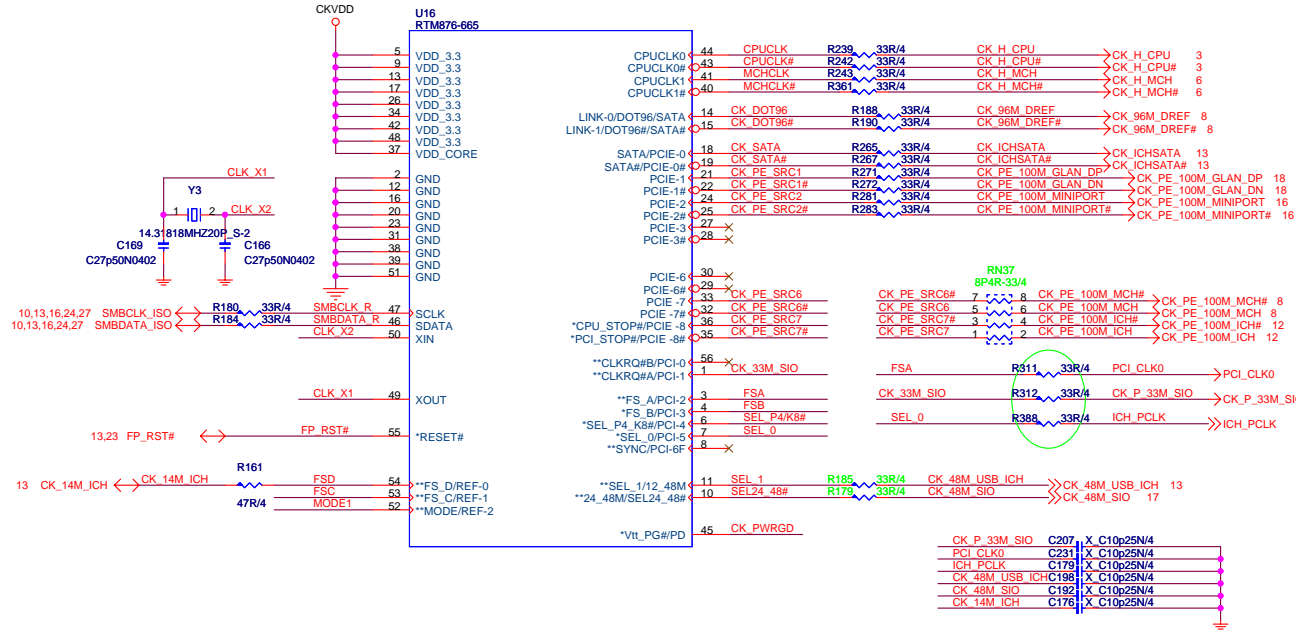 CKVDD
U16
RTM876-665
5 VDD_3.3
9 VDD_3.3
13 VDD_3.3
17 VDD_3.3
26 VDD_3.3
34 VDD_3.3
42 VDD_3.3
48 VDD_3.3
37 VDD_CORE
2 GND
12 GND
16 GND
20 GND
23 GND
31 GND
38 GND
39 GND
51 GND
CLK_X1
Y3
1 2 CLK_X2
14.31818MHZ20P_S-2
C169 C166
C27p50N0402 C27p50N0402
10,13,16,24,27 SMBCLK_ISO R180 33R/4 SMBCLK_R 47 SCLK
10,13,16,24,27 SMBDATA_ISO R184 33R/4 SMBDATA_R 46 SDATA
CLK_X2 50 XIN
CLK_X1 49 XOUT
13,23 FP_RST# FP_RST# 55 *RESET#
R161
13 CK_14M_ICH CK_14M_ICH FSD 54 **FS_D/REF-0
47R/4 FSC 53 **FS_C/REF-1
MODE1 52 **MODE/REF-2
CPUCLK0 44 CPUCLK R239 33R/4 CK_H_CPU CK_H_CPU 3
CPUCLK0# 43 CPUCLK# R242 33R/4 CK_H_CPU# CK_H_CPU# 3
CPUCLK1 41 MCHCLK R243 33R/4 CK_H_MCH CK_H_MCH 6
CPUCLK1# 40 MCHCLK# R361 33R/4 CK_H_MCH# CK_H_MCH# 6
LINK-0/DOT96/SATA 14 CK_DOT96 R188 33R/4 CK_96M_DREF CK_96M_DREF 8
LINK-1/DOT96#/SATA# 15 CK_DOT96# R190 33R/4 CK_96M_DREF# CK_96M_DREF# 8
SATA/PCIE-0 18 CK_SATA R265 33R/4 CK_ICHSATA CK_ICHSATA 13
SATA#/PCIE-0# 19 CK_SATA# R267 33R/4 CK_ICHSATA# CK_ICHSATA# 13
PCIE-1 21 CK_PE_SRC1 R271 33R/4 CK_PE_100M_GLAN_DP CK_PE_100M_GLAN_DP 18
PCIE-1# 22 CK_PE_SRC1# R272 33R/4 CK_PE_100M_GLAN_DN CK_PE_100M_GLAN_DN 18
PCIE-2 24 CK_PE_SRC2 R281 33R/4 CK_PE_100M_MINIPORT CK_PE_100M_MINIPORT 16
PCIE-2# 25 CK_PE_SRC2# R283 33R/4 CK_PE_100M_MINIPORT# CK_PE_100M_MINIPORT# 16
PCIE-3 27
PCIE-3# 28
PCIE-6 30
PCIE-6# 29
PCIE -7 33 CK_PE_SRC6
PCIE -7# 32 CK_PE_SRC6#
*CPU_STOP#/PCIE -8 36 CK_PE_SRC7
*PCI_STOP#/PCIE -8# 35 CK_PE_SRC7#
RN37
8P4R-33/4
CK_PE_SRC6# 7 8 CK_PE_100M_MCH# CK_PE_100M_MCH# 8
CK_PE_SRC6 5 6 CK_PE_100M_MCH CK_PE_100M_MCH 8
CK_PE_SRC7# 3 4 CK_PE_100M_ICH# CK_PE_100M_ICH# 12
CK_PE_SRC7 1 2 CK_PE_100M_ICH CK_PE_100M_ICH 12
**CLKRQ#B/PCI-0 56
**CLKRQ#A/PCI-1 1 CK_33M_SIO
**FS_A/PCI-2 3 FSA
*FS_B/PCI-3 4 FSB
*SEL_P4_K8#/PCI-4 6 SEL_P4/K8#
*SEL_0/PCI-5 7 SEL_0
**SYNC/PCI-6F 8
FSA R311 33R/4 PCI_CLK0 PCI_CLK0
CK_33M_SIO R312 33R/4 CK_P_33M_SIO CK_P_33M_SI
SEL_0 R388 33R/4 ICH_PCLK ICH_PCLK
**SEL_1/12_48M 11 SEL_1 R185 33R/4 CK_48M_USB_ICH CK_48M_USB_ICH 13
**24_48M/SEL24_48# 10 SEL24_48# R179 33R/4 CK_48M_SIO CK_48M_SIO 17
*Vtt_PG#/PD 45 CK_PWRGD
CK_P_33M_SIO C207 X_C10p25N/4
PCI_CLK0 C231 X_C10p25N/4
ICH_PCLK C179 X_C10p25N/4
CK_48M_USB_ICH C198 X_C10p25N/4
CK_48M_SIO C192 X_C10p25N/4
CK_14M_ICH C176 X_C10p25N/4